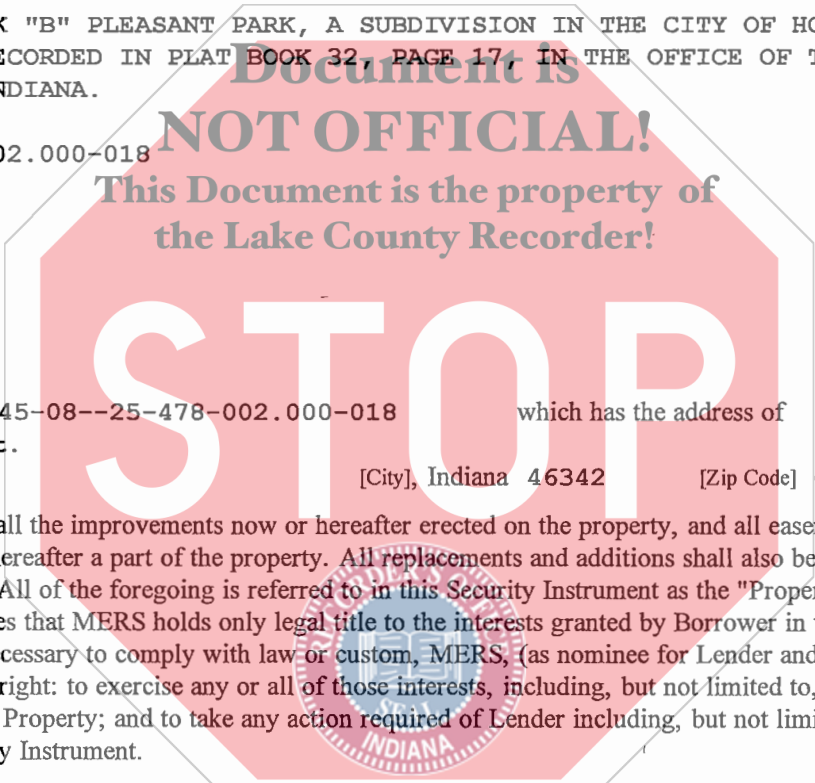 "B" PLEASANT PARK, A SUBDIVISION IN THE CITY OF
RECORDED IN PLAT BOOK 32, PAGE 17, IN THE OFFICE OF
INDIANA.
Document is
NOT OFFICIAL!
02.000-018
This Document is the property of
the Lake County Recorder!
STOP
45-08--25-478-002.000-018 which has the address of
[City], Indiana 46342 [Zip Code]
all the improvements now or hereafter erected on the property, and all
hereafter a part of the property. All replacements and additions shall also be
All of the foregoing is referred to in this Security Instrument as the "Proper
that MERS holds only legal title to the interests granted by Borrower in
cessary to comply with law or custom, MERS, (as nominee for Lender and
right: to exercise any or all of those interests, including, but not limited to,
Property; and to take any action required of Lender including, but not limi
y Instrument.
RECORDER'S OFFICE
SEAL
INDIANA